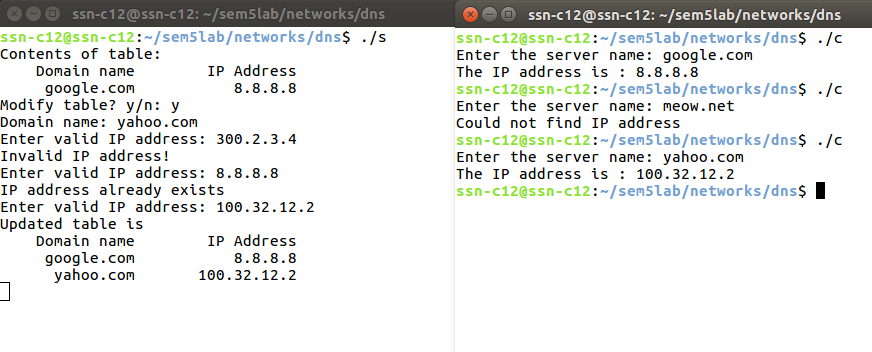 ssn-c12@ssn-c12: ~/sem5lab/networks/dns
ssn-c12@ssn-c12:~/sem5lab/networks/dns$ ./s
Contents of table:
    Domain name        IP Address
     google.com           8.8.8.8
Modify table? y/n: y
Domain name: yahoo.com
Enter valid IP address: 300.2.3.4
Invalid IP address!
Enter valid IP address: 8.8.8.8
IP address already exists
Enter valid IP address: 100.32.12.2
Updated table is
    Domain name        IP Address
     google.com           8.8.8.8
      yahoo.com       100.32.12.2
ssn-c12@ssn-c12: ~/sem5lab/networks/dns
ssn-c12@ssn-c12:~/sem5lab/networks/dns$ ./c
Enter the server name: google.com
The IP address is : 8.8.8.8
ssn-c12@ssn-c12:~/sem5lab/networks/dns$ ./c
Enter the server name: meow.net
Could not find IP address
ssn-c12@ssn-c12:~/sem5lab/networks/dns$ ./c
Enter the server name: yahoo.com
The IP address is : 100.32.12.2
ssn-c12@ssn-c12:~/sem5lab/networks/dns$